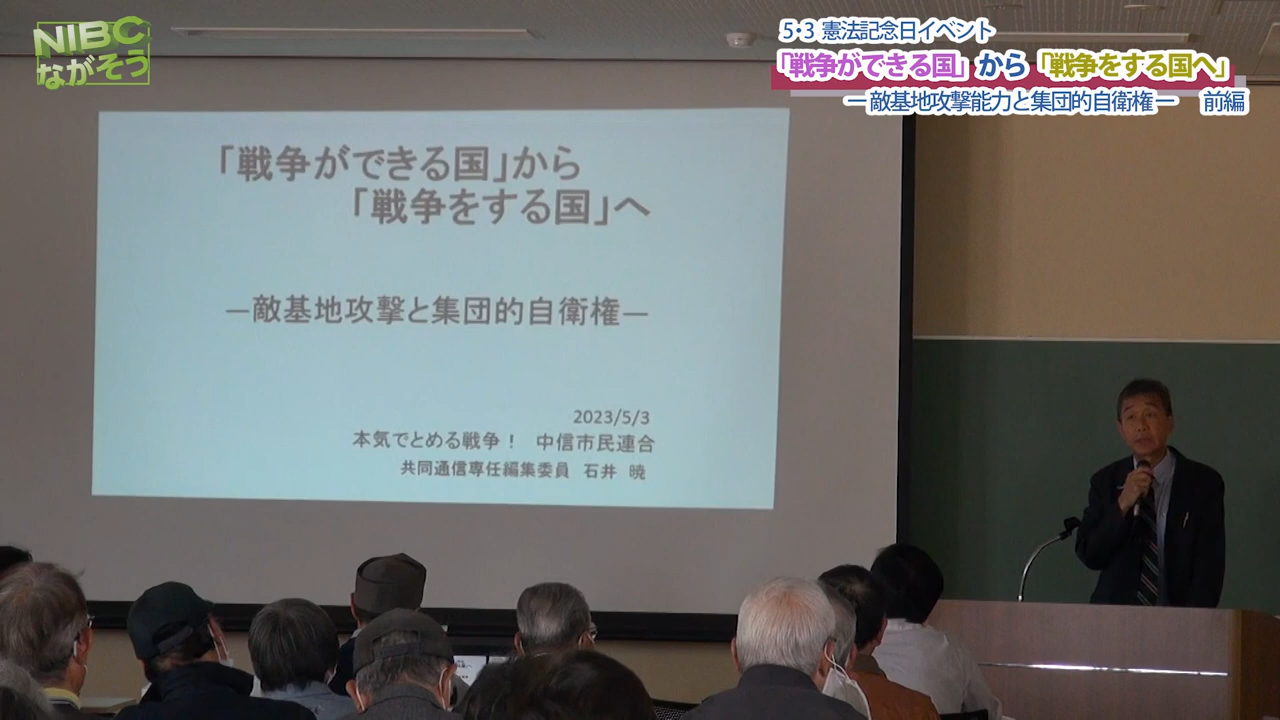 NIBC
ながそう
5・3 憲法記念日イベント
「戦争ができる国」から「戦争をする国へ」
ー敵基地攻撃能力と集団的自衛権ー 前編
「戦争ができる国」から
「戦争をする国」へ
―敵基地攻撃と集団的自衛権―
2023/5/3
本気でとめる戦争! 中信市民連合
共同通信専任編集委員 石井 暁